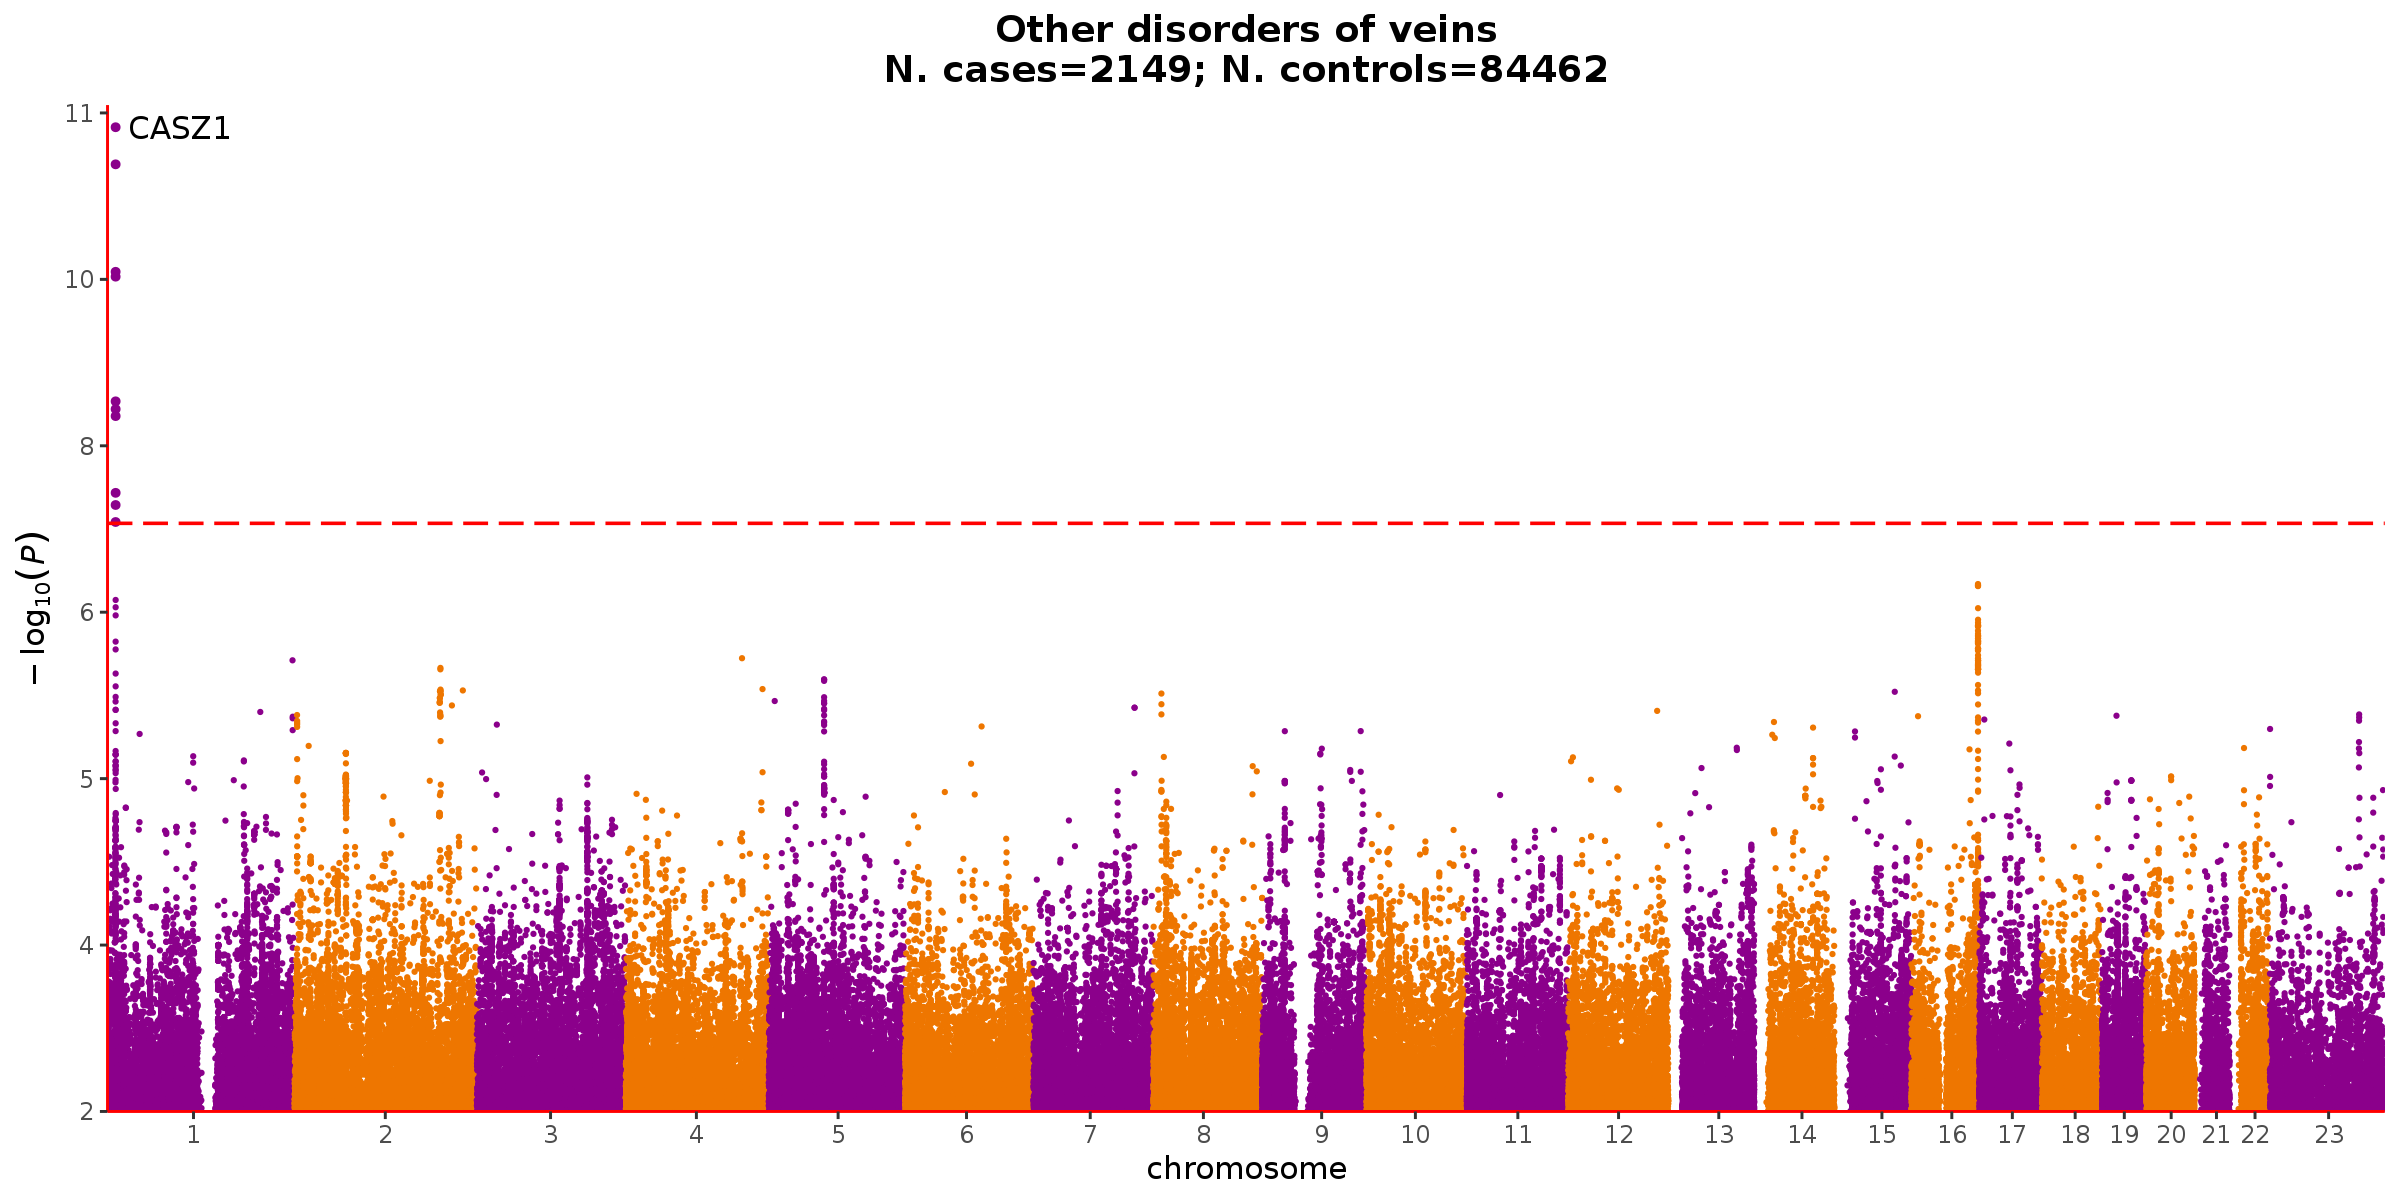 Other disorders of veins
N. cases=2149; N. controls=84462
11
CASZ1
10
8
6
5
4
2
−log10(P)
1 2 3 4 5 6 7 8 9 10 11 12 13 14 15 16 17 18 19 20 21 22 23
chromosome